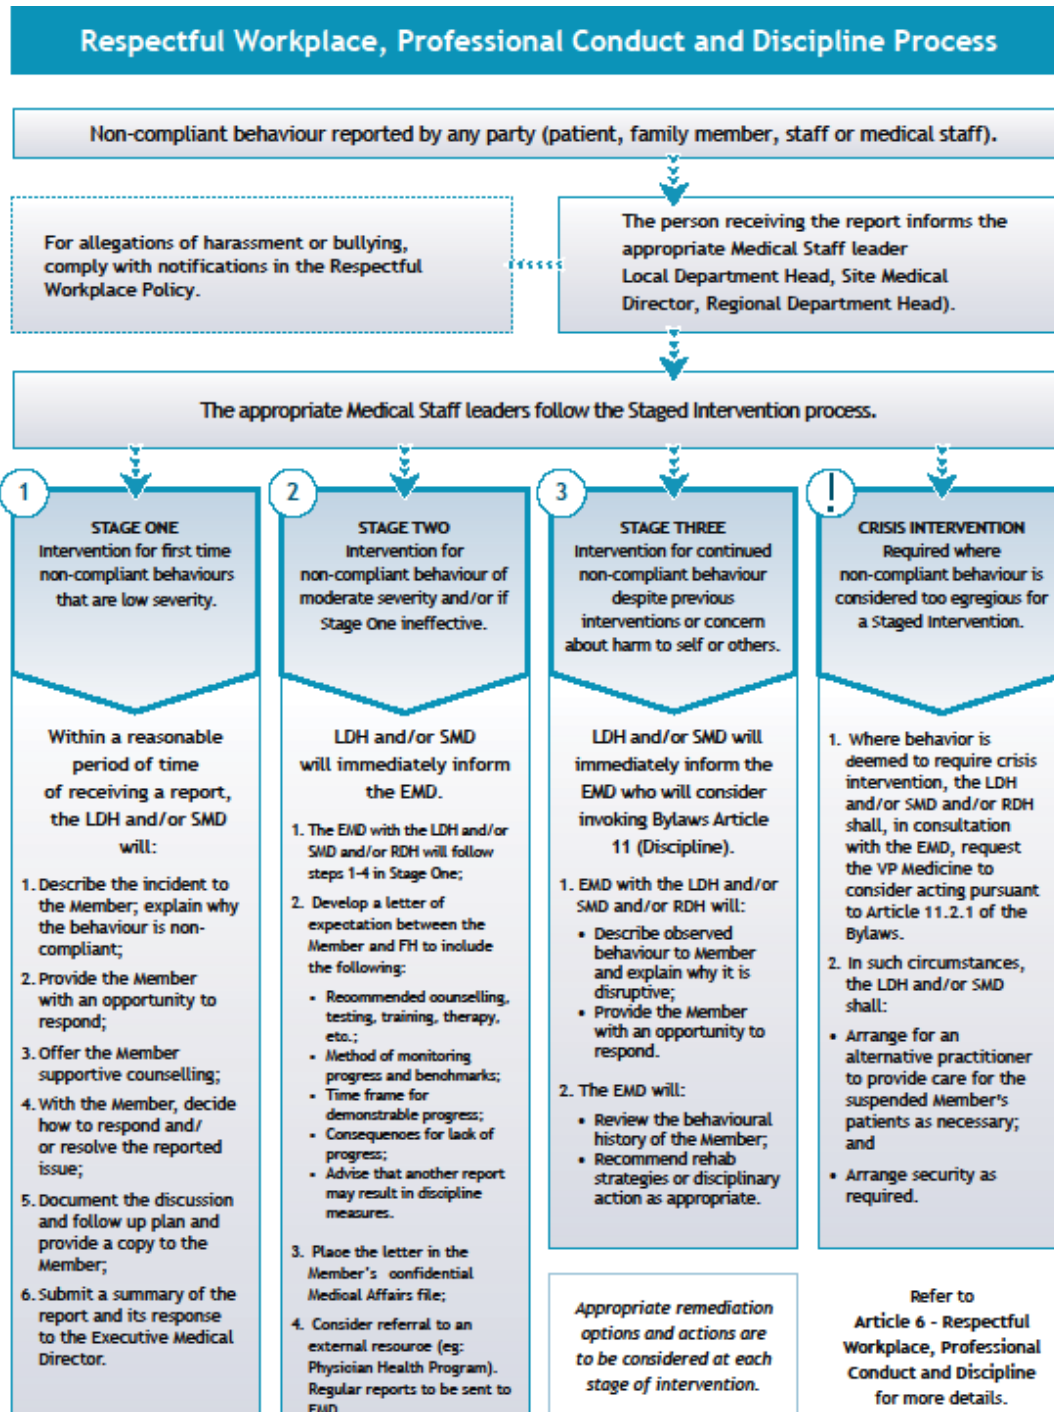 Respectful Workplace, Professional Conduct and Discipline Process
Non-compliant behaviour reported by any party (patient, family member, staff or medical staff).
For allegations of harassment or bullying,
comply with notifications in the Respectful
Workplace Policy.
The person receiving the report informs the
appropriate Medical Staff leader
Local Department Head, Site Medical
Director, Regional Department Head).
The appropriate Medical Staff leaders follow the Staged Intervention process.
1
STAGE ONE
Intervention for first time
non-compliant behaviours
that are low severity.
Within a reasonable
period of time
of receiving a report,
the LDH and/or SMD
will:
1. Describe the incident to
the Member; explain why
the behaviour is non-
compliant;
2. Provide the Member
with an opportunity to
respond;
3. Offer the Member
supportive counselling;
4. With the Member, decide
how to respond and/
or resolve the reported
issue;
5. Document the discussion
and follow up plan and
provide a copy to the
Member;
6. Submit a summary of the
report and its response
to the Executive Medical
Director.
2
STAGE TWO
Intervention for
non-compliant behaviour of
moderate severity and/or if
Stage One ineffective.
LDH and/or SMD
will immediately inform
the EMD.
1. The EMD with the LDH and/or
SMD and/or RDH will follow
steps 1-4 in Stage One;
2. Develop a letter of
expectation between the
Member and FH to include
the following:
• Recommended counselling,
testing, training, therapy,
etc.;
• Method of monitoring
progress and benchmarks;
• Time frame for
demonstrable progress;
• Consequences for lack of
progress;
• Advise that another report
may result in discipline
measures.
3. Place the letter in the
Member's confidential
Medical Affairs file;
4. Consider referral to an
external resource (eg:
Physician Health Program).
Regular reports to be sent to
EMD
3
STAGE THREE
Intervention for continued
non-compliant behaviour
despite previous
interventions or concern
about harm to self or others.
LDH and/or SMD will
immediately inform the
EMD who will consider
invoking Bylaws Article
11 (Discipline).
1. EMD with the LDH and/or
SMD and/or RDH will:
• Describe observed
behaviour to Member
and explain why it is
disruptive;
• Provide the Member
with an opportunity to
respond.
2. The EMD will:
• Review the behavioural
history of the Member;
• Recommend rehab
strategies or disciplinary
action as appropriate.
Appropriate remediation
options and actions are
to be considered at each
stage of intervention.
!
CRISIS INTERVENTION
Required where
non-compliant behaviour is
considered too egregious for
a Staged Intervention.
1. Where behavior is
deemed to require crisis
intervention, the LDH
and/or SMD and/or RDH
shall, in consultation
with the EMD, request
the VP Medicine to
consider acting pursuant
to Article 11.2.1 of the
Bylaws.
2. In such circumstances,
the LDH and/or SMD
shall:
• Arrange for an
alternative practitioner
to provide care for the
suspended Member's
patients as necessary;
and
• Arrange security as
required.
Refer to
Article 6 - Respectful
Workplace, Professional
Conduct and Discipline
for more details.